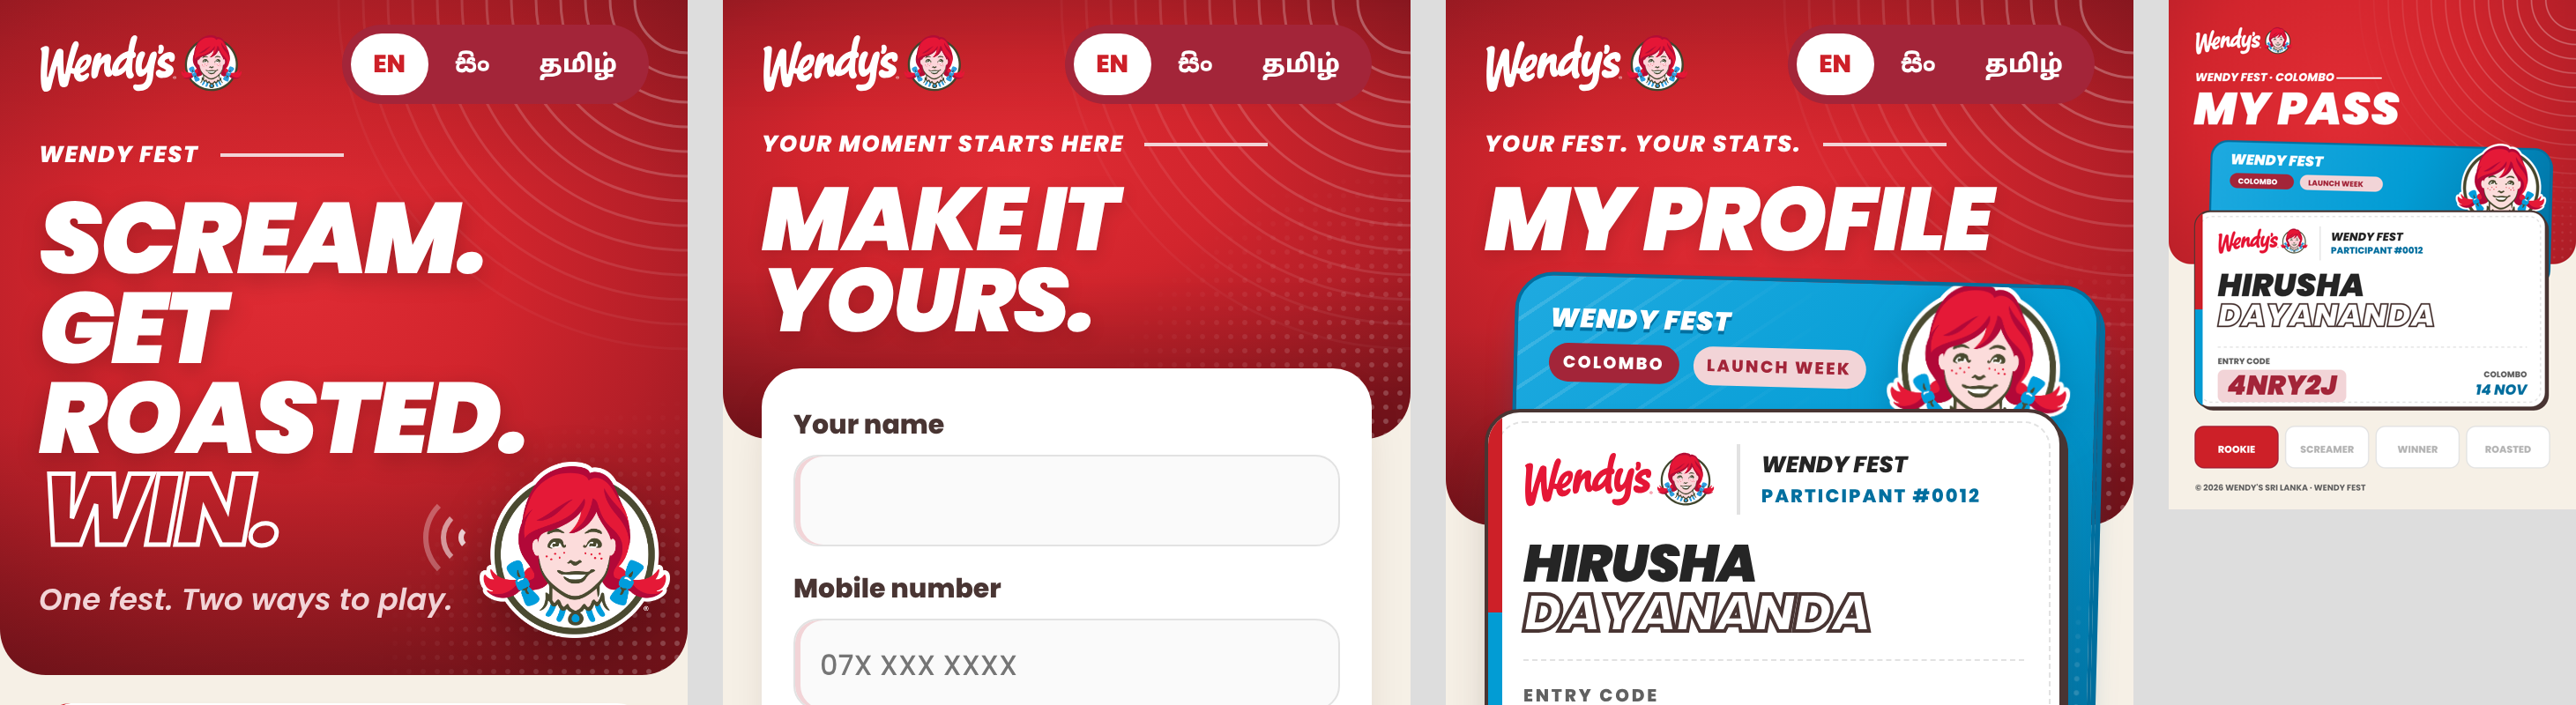 Wendy's
EN සිං தமிழ்
WENDY FEST
SCREAM.
GET
ROASTED.
WIN.
One fest. Two ways to play.
Wendy's
EN සිං தமிழ்
YOUR MOMENT STARTS HERE
MAKE IT
YOURS.
Your name
Mobile number
07X XXX XXXX
Wendy's
EN සිං தமிழ்
YOUR FEST. YOUR STATS.
MY PROFILE
WENDY FEST
COLOMBO LAUNCH WEEK
Wendy's
WENDY FEST
PARTICIPANT #0012
HIRUSHA
DAYANANDA
ENTRY CODE
Wendy's
WENDY FEST · COLOMBO
MY PASS
WENDY FEST
COLOMBO LAUNCH WEEK
Wendy's
WENDY FEST
PARTICIPANT #0012
HIRUSHA
DAYANANDA
ENTRY CODE
4NRY2J
COLOMBO
14 NOV
ROOKIE SCREAMER WINNER ROASTED
© 2026 WENDY'S SRI LANKA · WENDY FEST